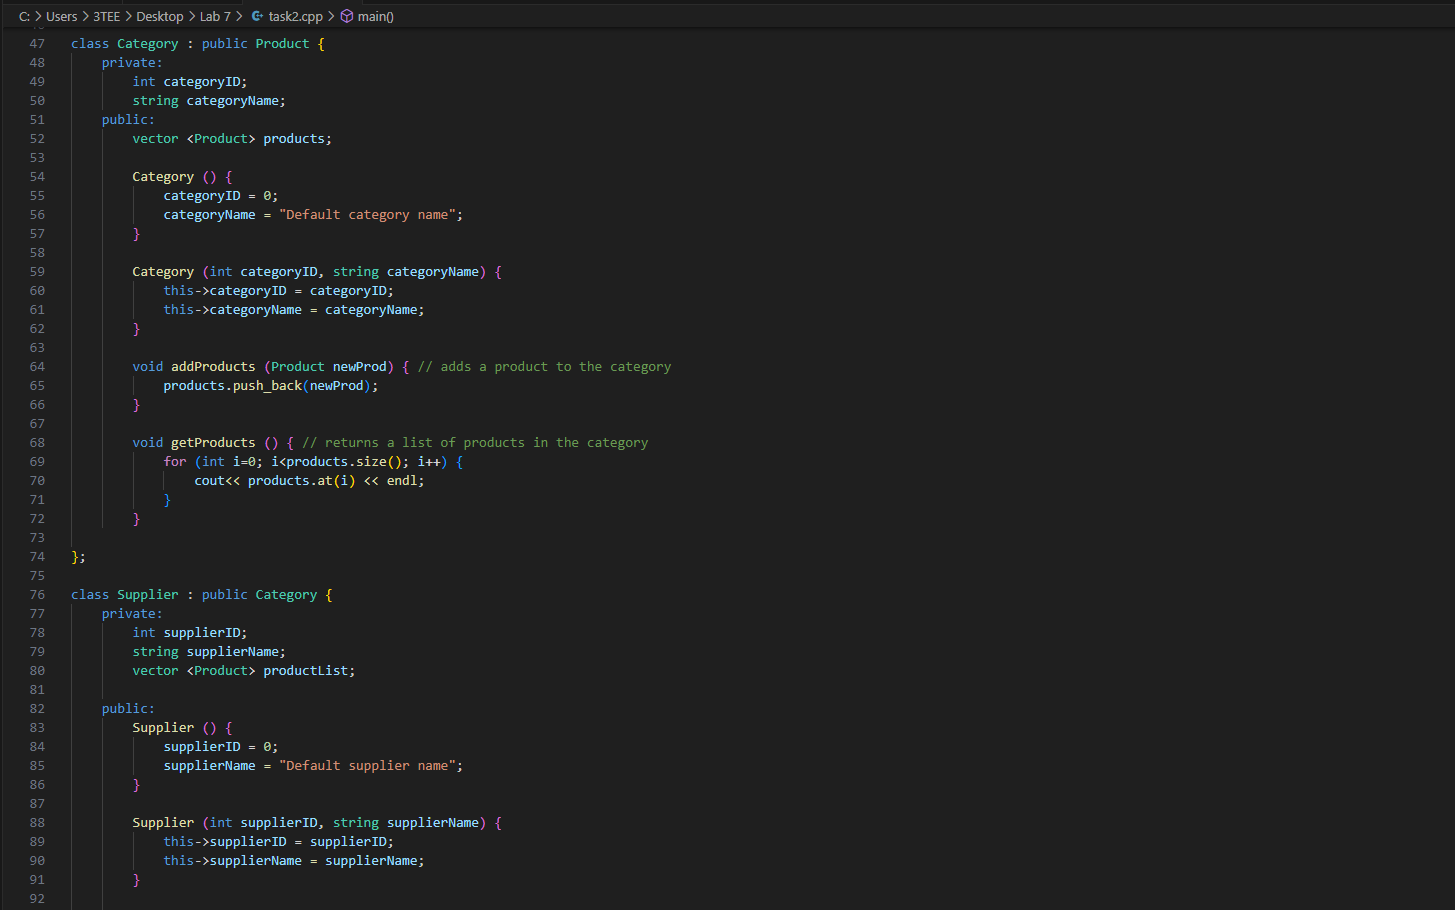 C: > Users > 3TEE > Desktop > Lab 7 > task2.cpp > main()
47 class Category : public Product {
48 private:
49 int categoryID;
50 string categoryName;
51 public:
52 vector <Product> products;
53
54 Category () {
55 categoryID = 0;
56 categoryName = "Default category name";
57 }
58
59 Category (int categoryID, string categoryName) {
60 this->categoryID = categoryID;
61 this->categoryName = categoryName;
62 }
63
64 void addProducts (Product newProd) { // adds a product to the category
65 products.push_back(newProd);
66 }
67
68 void getProducts () { // returns a list of products in the category
69 for (int i=0; i<products.size(); i++) {
70 cout<< products.at(i) << endl;
71 }
72 }
73
74 };
75
76 class Supplier : public Category {
77 private:
78 int supplierID;
79 string supplierName;
80 vector <Product> productList;
81
82 public:
83 Supplier () {
84 supplierID = 0;
85 supplierName = "Default supplier name";
86 }
87
88 Supplier (int supplierID, string supplierName) {
89 this->supplierID = supplierID;
90 this->supplierName = supplierName;
91 }
92